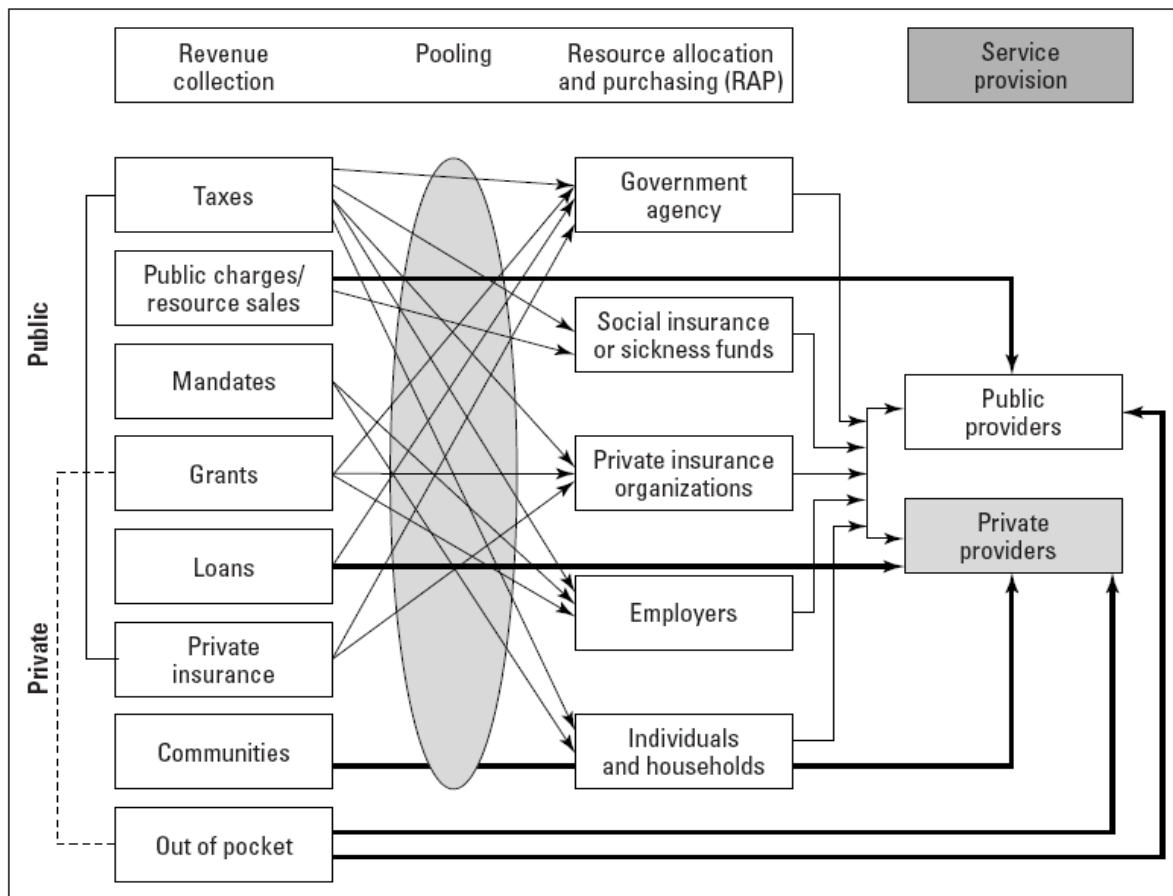 Revenue
collection
Pooling
Resource allocation
and purchasing (RAP)
Service
provision
Public
Private
Taxes
Public charges/
resource sales
Mandates
Grants
Loans
Private
insurance
Communities
Out of pocket
Government
agency
Social insurance
or sickness funds
Private insurance
organizations
Employers
Individuals
and households
Public
providers
Private
providers